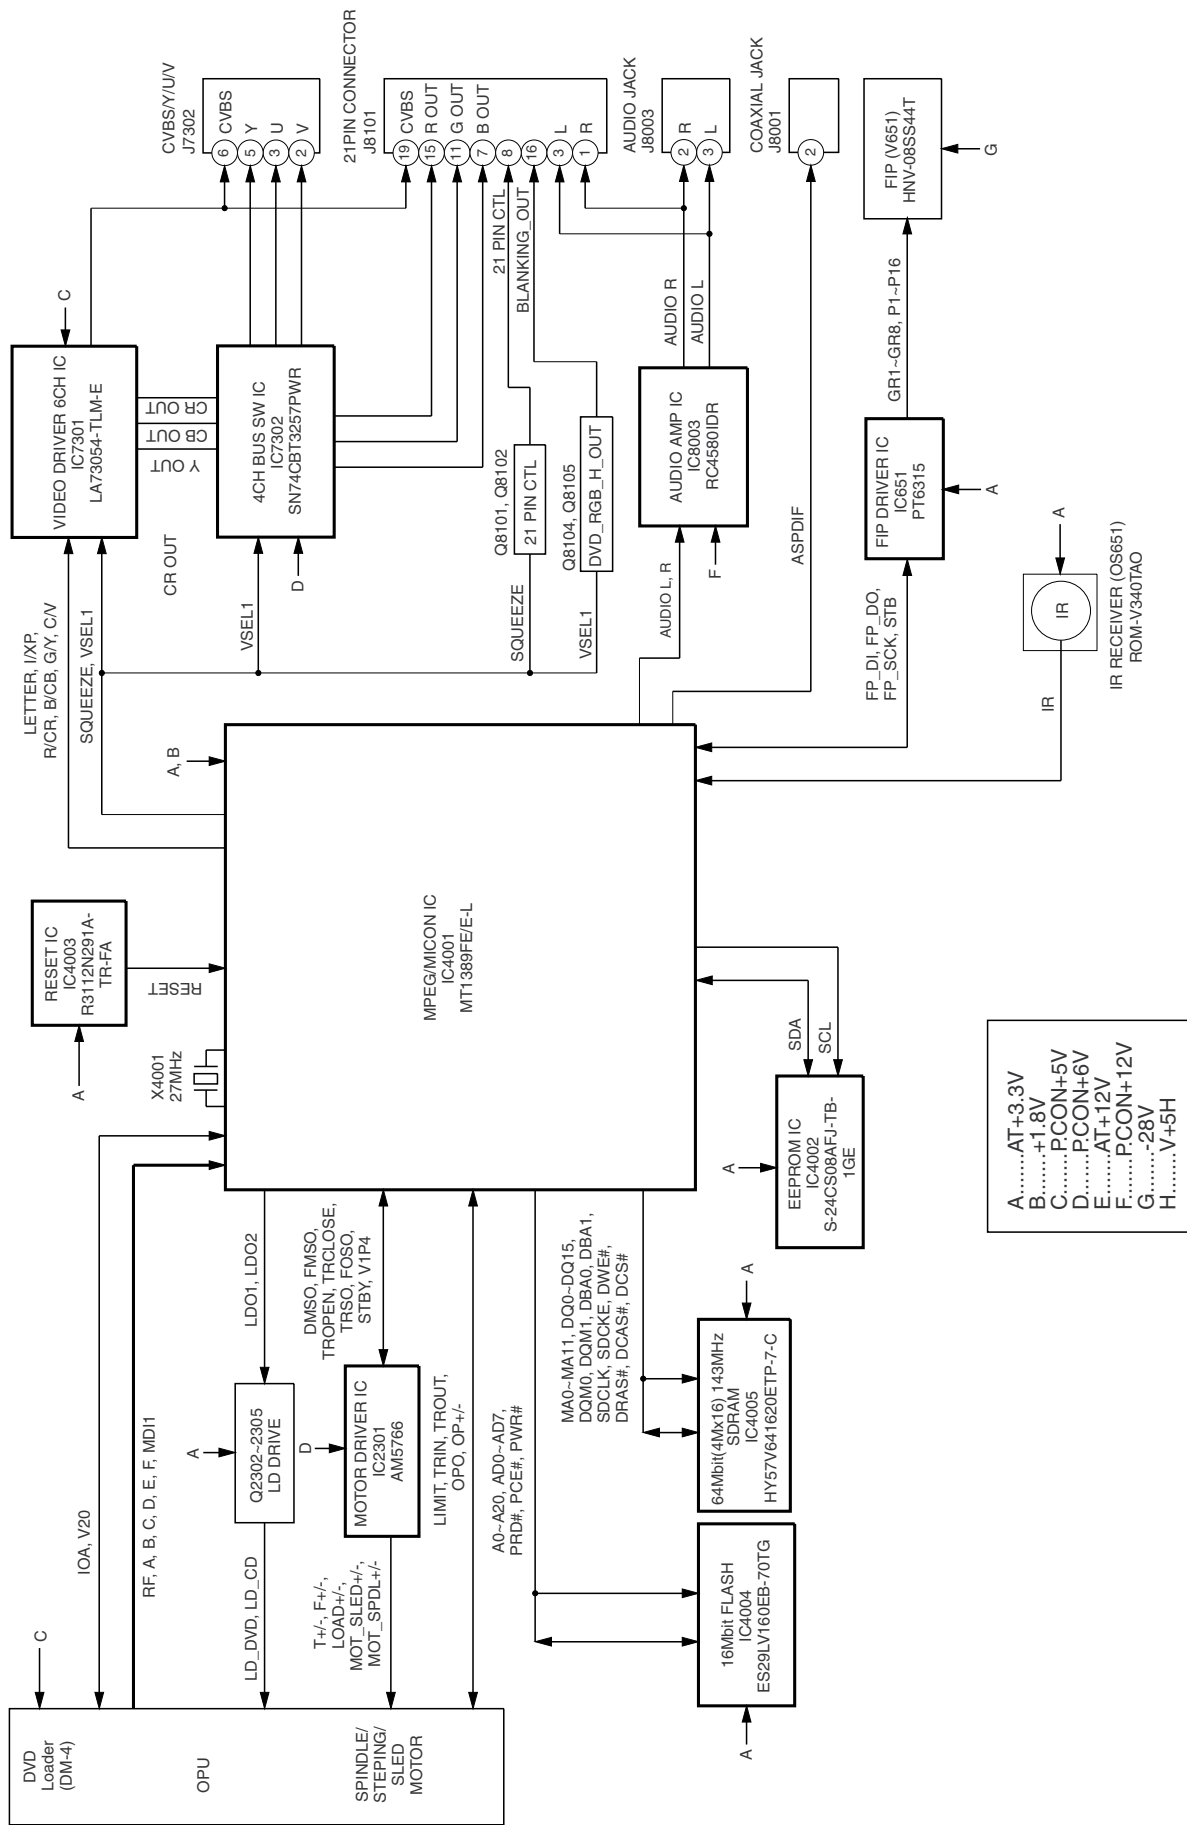 DVD
Loader
(DM-4)
OPU
SPINDLE/
STEPING/
SLED
MOTOR
C
IOA, V20
RF, A, B, C, D, E, F, MDI1
LD_DVD, LD_CD
A
Q2302~2305
LD DRIVE
LDO1, LDO2
T+/-, F+/-,
LOAD+/-,
MOT_SLED+/-,
MOT_SPDL+/-
D
MOTOR DRIVER IC
IC2301
AM5766
DMSO, FMSO,
TROPEN, TRCLOSE,
TRSO, FOSO,
STBY, V1P4
LIMIT, TRIN, TROUT,
OPO, OP+/-
A0~A20, AD0~AD7,
PRD#, PCE#, PWR#
MA0~MA11, DQ0~DQ15,
DQM0, DQM1, DBA0, DBA1,
SDCLK, SDCKE, DWE#,
DRAS#, DCAS#, DCS#
16Mbit FLASH
IC4004
ES29LV160EB-70TG
A
64Mbit(4Mx16) 143MHz
SDRAM
IC4005
HY57V641620ETP-7-C
A
X4001
27MHz
A
RESET IC
IC4003
R3112N291A-
TR-FA
RESET
MPEG/MICON IC
IC4001
MT1389FE/E-L
A, B
A
EEPROM IC
IC4002
S-24CS08AFJ-TB-
1GE
SDA
SCL
LETTER, I/XP,
R/CR, B/CB, G/Y, C/V
SQUEEZE, VSEL1
VIDEO DRIVER 6CH IC
IC7301
LA73054-TLM-E
C
CR OUT
CB OUT
Y OUT
CR OUT
VSEL1
D
4CH BUS SW IC
IC7302
SN74CBT3257PWR
SQUEEZE
Q8101, Q8102
21 PIN CTL
VSEL1
Q8104, Q8105
DVD_RGB_H_OUT
21 PIN CTL
BLANKING_OUT
AUDIO L, R
F
AUDIO AMP IC
IC8003
RC4580IDR
AUDIO R
AUDIO L
ASPDIF
FP_DI, FP_DO,
FP_SCK, STB
FIP DRIVER IC
IC651
PT6315
A
GR1~GR8, P1~P16
FIP (V651)
HNV-08SS44T
G
IR
IR
A
IR RECEIVER (OS651)
ROM-V340TAO
CVBS/Y/U/V
J7302
6 CVBS
5 Y
3 U
2 V
21PIN CONNECTOR
J8101
19 CVBS
15 R OUT
11 G OUT
7 B OUT
8
16
3 L
1 R
AUDIO JACK
J8003
2 R
3 L
COAXIAL JACK
J8001
2
A........AT+3.3V
B........+1.8V
C........P.CON+5V
D........P.CON+6V
E........AT+12V
F........P.CON+12V
G........-28V
H........V+5H